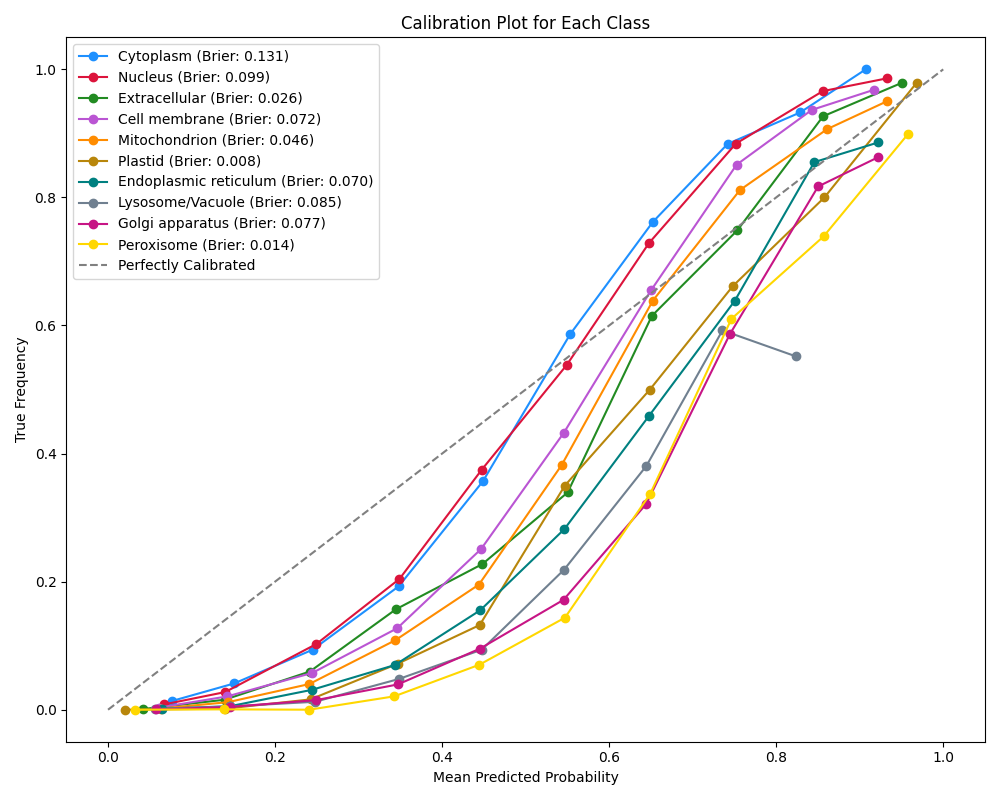 Calibration Plot for Each Class
Cytoplasm (Brier: 0.131)
Nucleus (Brier: 0.099)
Extracellular (Brier: 0.026)
Cell membrane (Brier: 0.072)
Mitochondrion (Brier: 0.046)
Plastid (Brier: 0.008)
Endoplasmic reticulum (Brier: 0.070)
Lysosome/Vacuole (Brier: 0.085)
Golgi apparatus (Brier: 0.077)
Peroxisome (Brier: 0.014)
Perfectly Calibrated
True Frequency
1.0
0.8
0.6
0.4
0.2
0.0
0.0 0.2 0.4 0.6 0.8 1.0
Mean Predicted Probability